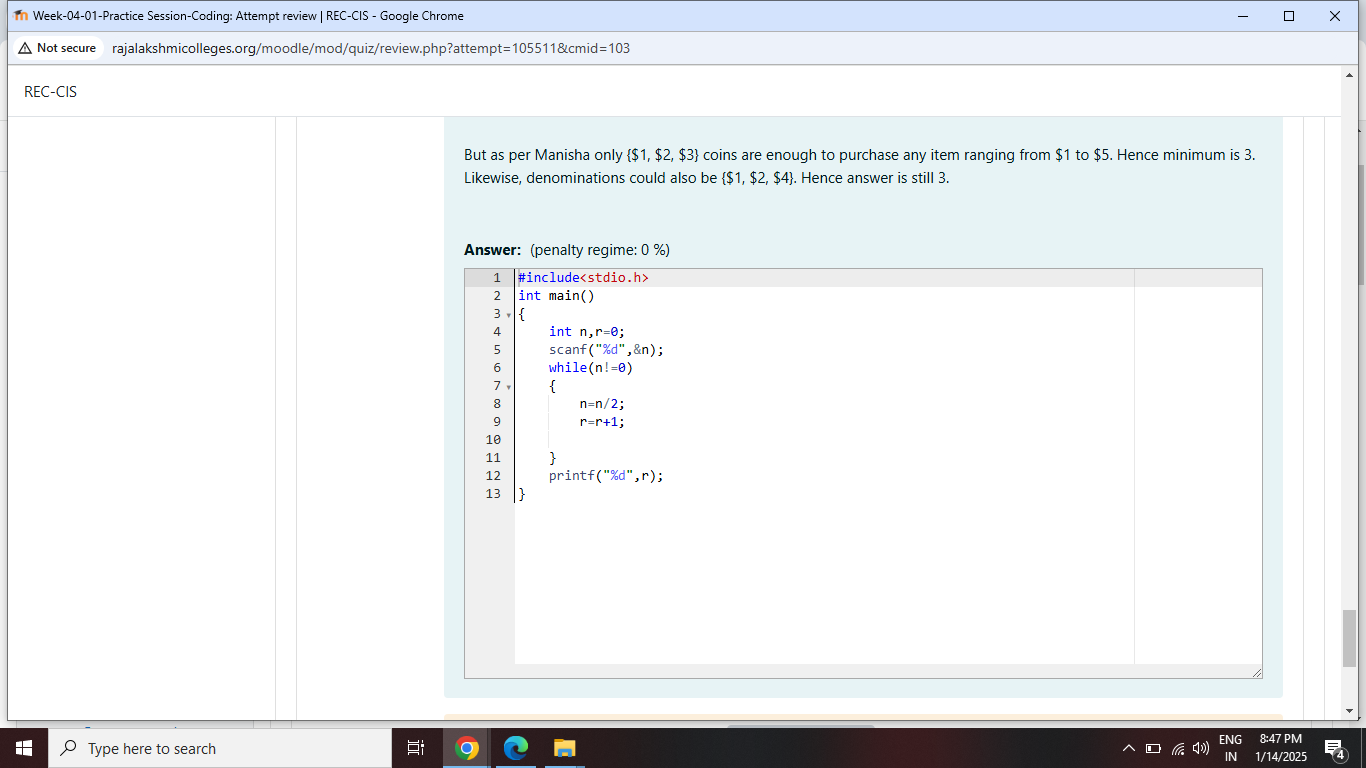 Week-04-01-Practice Session-Coding: Attempt review | REC-CIS - Google Chrome
Not secure rajalakshmicolleges.org/moodle/mod/quiz/review.php?attempt=105511&cmid=103
REC-CIS
But as per Manisha only {$1, $2, $3} coins are enough to purchase any item ranging from $1 to $5. Hence minimum is 3.
Likewise, denominations could also be {$1, $2, $4}. Hence answer is still 3.
Answer: (penalty regime: 0 %)
1 #include<stdio.h>
2 int main()
3 {
4     int n,r=0;
5     scanf("%d",&n);
6     while(n!=0)
7     {
8         n=n/2;
9         r=r+1;
10
11     }
12     printf("%d",r);
13 }
Type here to search
ENG
IN
8:47 PM
1/14/2025
4